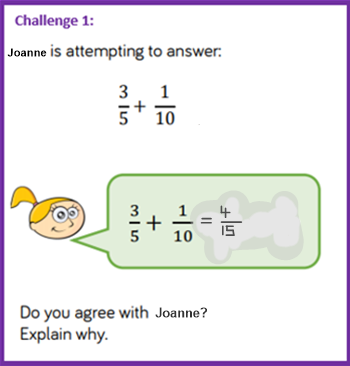 Challenge 1:
Joanne is attempting to answer:
3/5 + 1/10
3/5 + 1/10 = 4/15
Do you agree with Joanne?
Explain why.